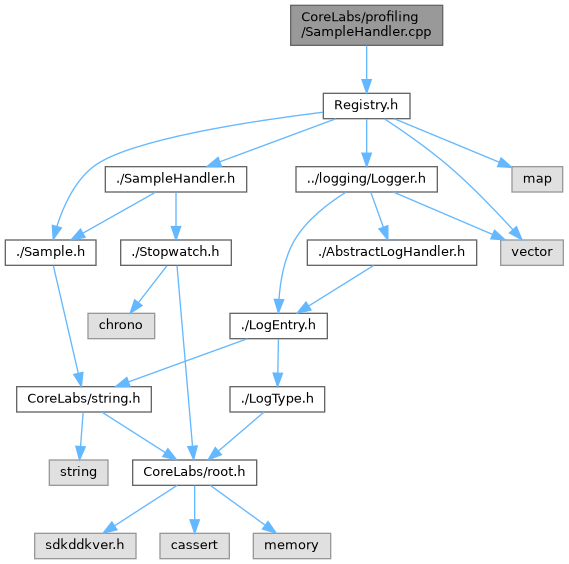 CoreLabs/profiling
/SampleHandler.cpp
Registry.h
./SampleHandler.h
../logging/Logger.h
map
./Sample.h
./Stopwatch.h
./AbstractLogHandler.h
vector
chrono
./LogEntry.h
CoreLabs/string.h
./LogType.h
string
CoreLabs/root.h
sdkddkver.h
cassert
memory